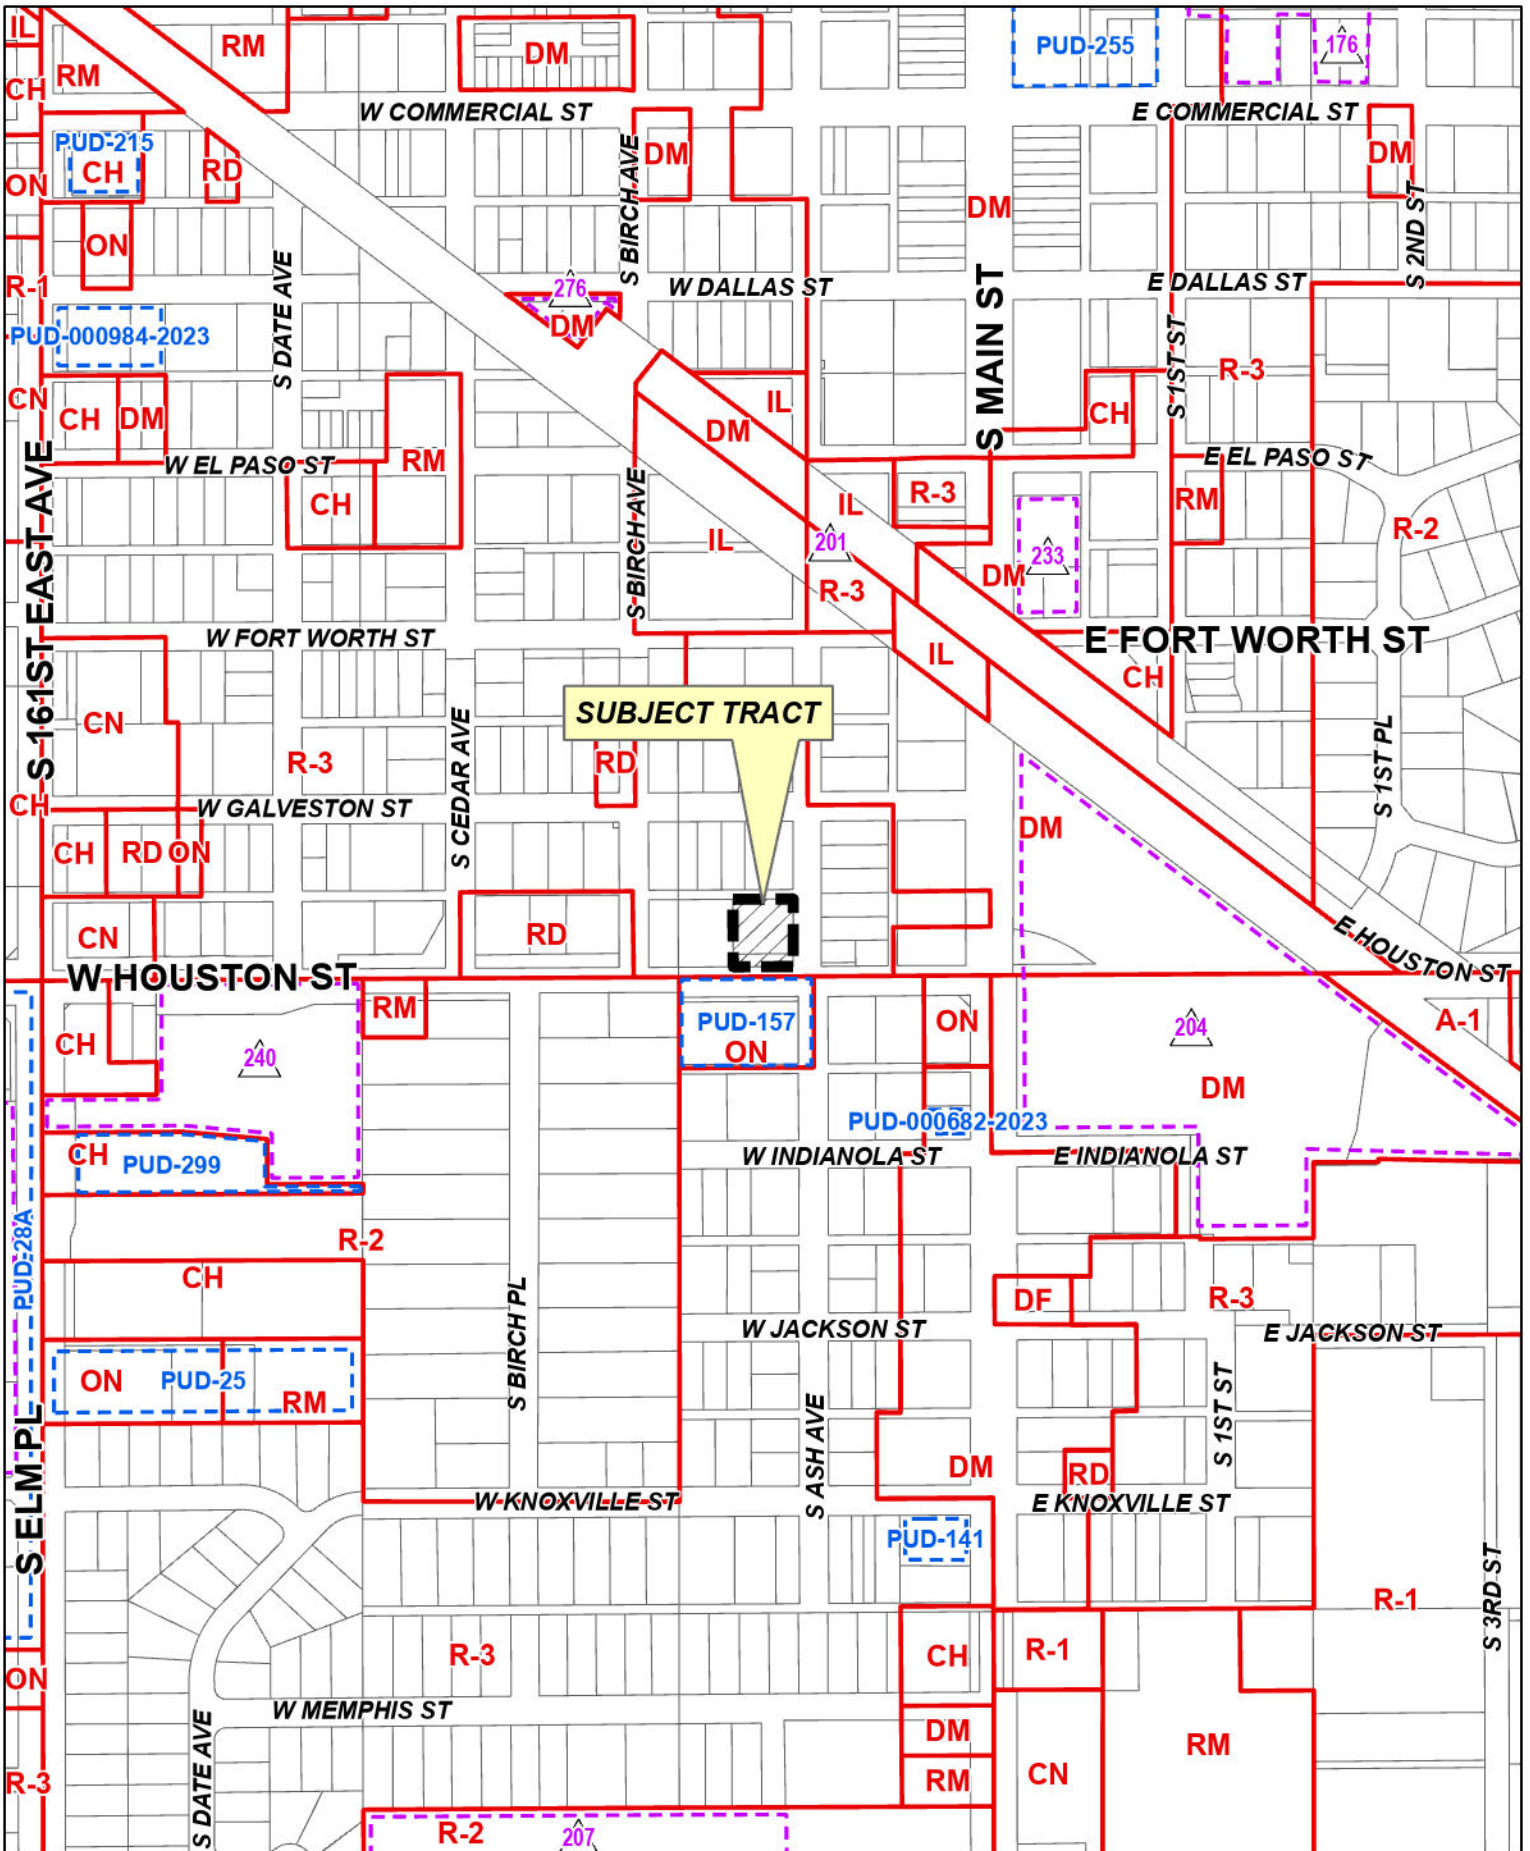 IL
RM
DM
PUD-255
176
RM
CH
W COMMERCIAL ST
E COMMERCIAL ST
PUD-215
CH
RD
S BIRCH AVE
DM
DM
ON
DM
S 2ND ST
ON
R-1
S DATE AVE
276
W DALLAS ST
S MAIN ST
E DALLAS ST
DM
PUD-000984-2023
S 1ST ST
R-3
CN
CH
DM
IL
CH
DM
W EL PASO ST
RM
E EL PASO ST
S 161ST EAST AVE
CH
S BIRCH AVE
IL
R-3
RM
R-2
IL
201
233
R-3
DM
W FORT WORTH ST
E FORT WORTH ST
IL
CH
CN
SUBJECT TRACT
S CEDAR AVE
R-3
RD
S 1ST PL
CH
W GALVESTON ST
DM
CH
RD
ON
CN
RD
E HOUSTON ST
W HOUSTON ST
RM
PUD-157
ON
ON
A-1
CH
240
204
DM
PUD-000682-2023
CH
PUD-299
W INDIANOLA ST
E INDIANOLA ST
PUD-28A
R-2
CH
DF
R-3
S BIRCH PL
W JACKSON ST
E JACKSON ST
ON
PUD-25
RM
S ELM PL
S ASH AVE
S 1ST ST
DM
RD
W KNOXVILLE ST
E KNOXVILLE ST
PUD-141
S 3RD ST
R-1
R-3
CH
R-1
ON
W MEMPHIS ST
DM
RM
S DATE AVE
RM
CN
R-3
R-2
207